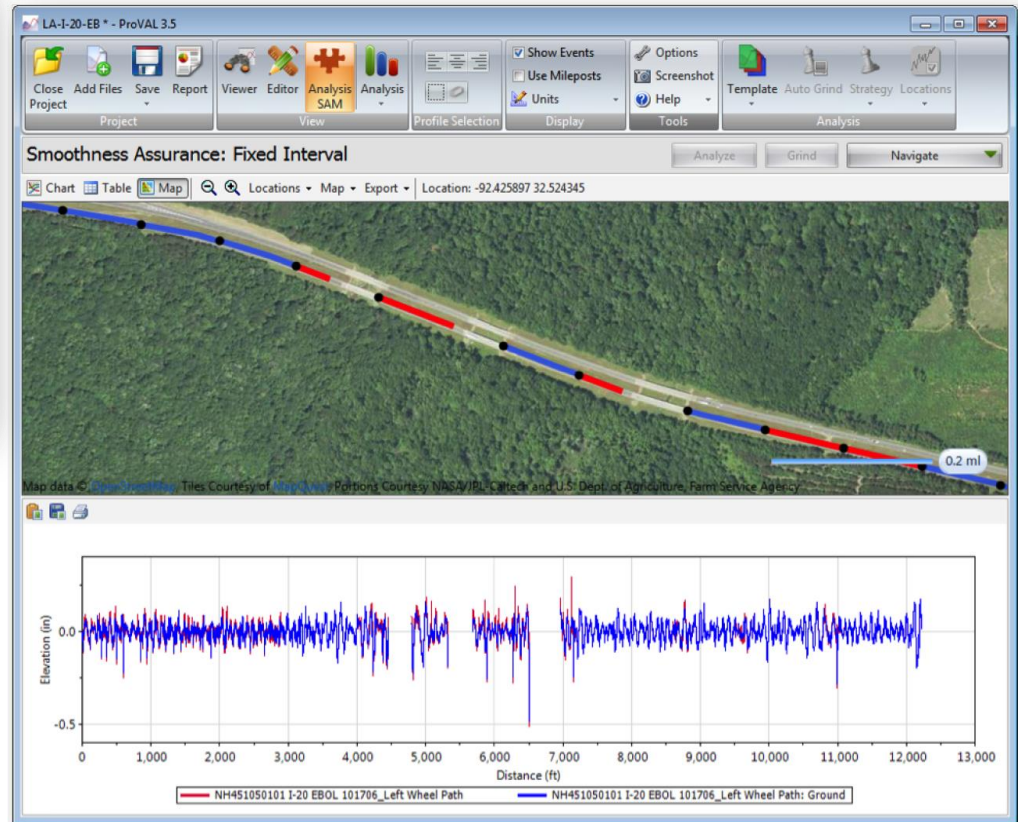 LA-I-20-EB * - ProVAL 3.5
Close Project
Add Files
Save
Report
Viewer
Editor
Analysis SAM
Analysis
Show Events
Use Mileposts
Units
Options
Screenshot
Help
Template
Auto Grind
Strategy
Locations
Project
View
Profile Selection
Display
Tools
Analysis
Smoothness Assurance: Fixed Interval
Analyze
Grind
Navigate
Chart Table Map Locations Map Export Location: -92.425897 32.524345
0.2 ml
Map data © OpenStreetMap, Tiles Courtesy of MapQuest Portions Courtesy NASA/JPL-Caltech and U.S. Dept. of Agriculture, Farm Service Agency
Elevation (in)
0.0
-0.5
0 1,000 2,000 3,000 4,000 5,000 6,000 7,000 8,000 9,000 10,000 11,000 12,000 13,000
Distance (ft)
NH451050101 I-20 EBOL 101706_Left Wheel Path
NH451050101 I-20 EBOL 101706_Left Wheel Path: Ground